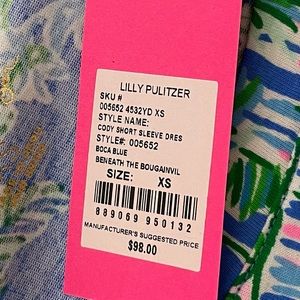 LILLY PULITZER
SKU #
005652 4532YD XS
STYLE NAME:
CODY SHORT SLEEVE DRES
STYLE#: 005652
BOCA BLUE
BENEATH THE BOUGAINVIL
SIZE: XS
889069 950132
MANUFACTURER'S SUGGESTED PRICE
$98.00